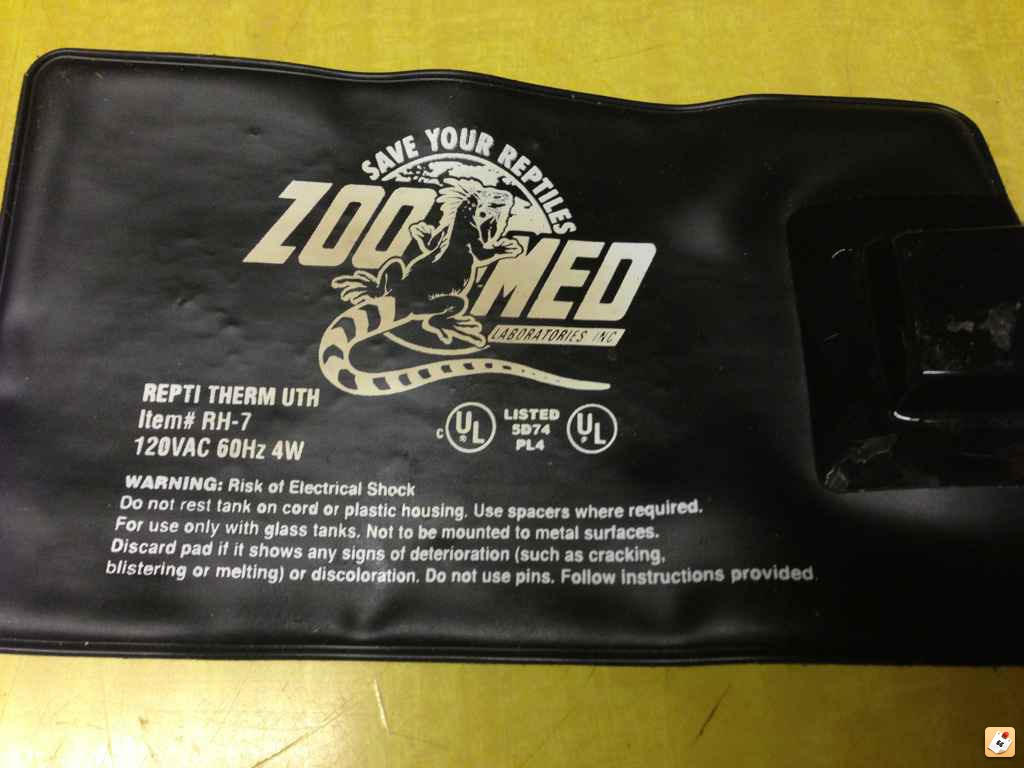 SAVE YOUR REPTILES
ZOO MED
LABORATORIES INC
REPTI THERM UTH
Item# RH-7
120VAC 60Hz 4W
C UL ® LISTED 5D74 PL4 UL
WARNING: Risk of Electrical Shock
Do not rest tank on cord or plastic housing. Use spacers where required.
For use only with glass tanks. Not to be mounted to metal surfaces.
Discard pad if it shows any signs of deterioration (such as cracking,
blistering or melting) or discoloration. Do not use pins. Follow instructions provided.